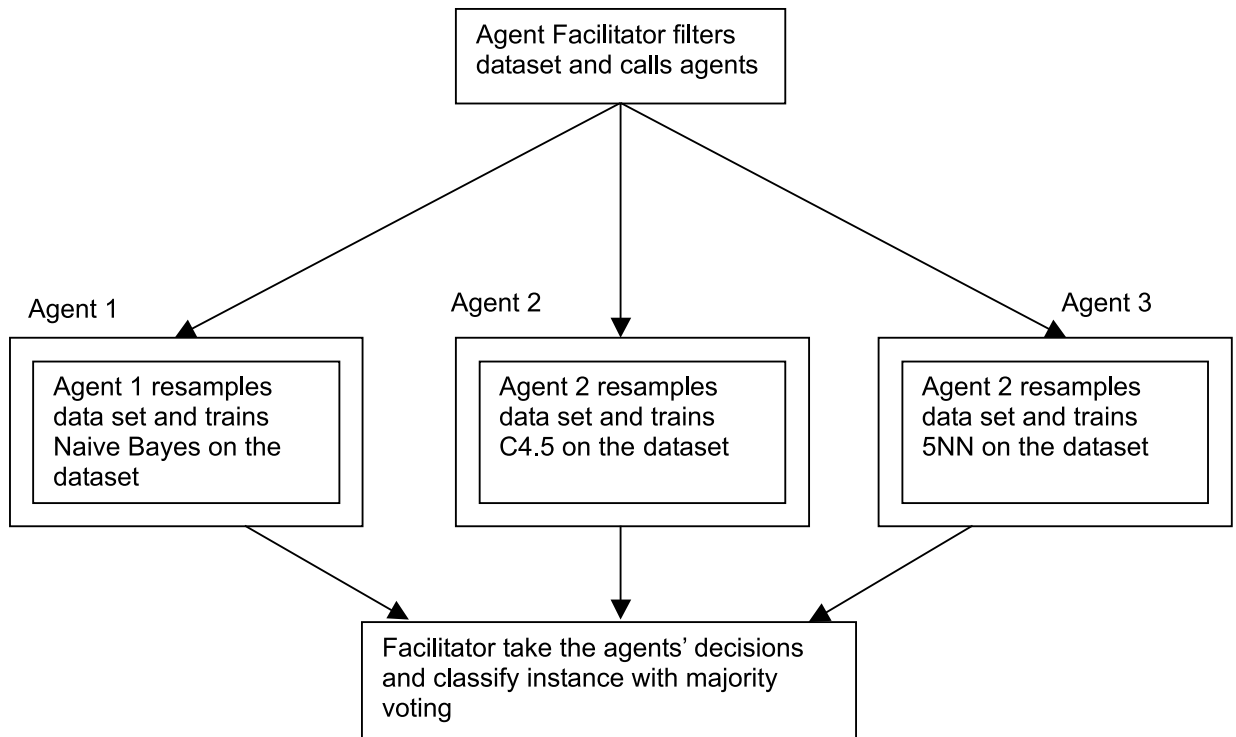 Agent Facilitator filters
dataset and calls agents
Agent 1
Agent 2
Agent 3
Agent 1 resamples
data set and trains
Naive Bayes on the
dataset
Agent 2 resamples
data set and trains
C4.5 on the dataset
Agent 2 resamples
data set and trains
5NN on the dataset
Facilitator take the agents’ decisions
and classify instance with majority
voting